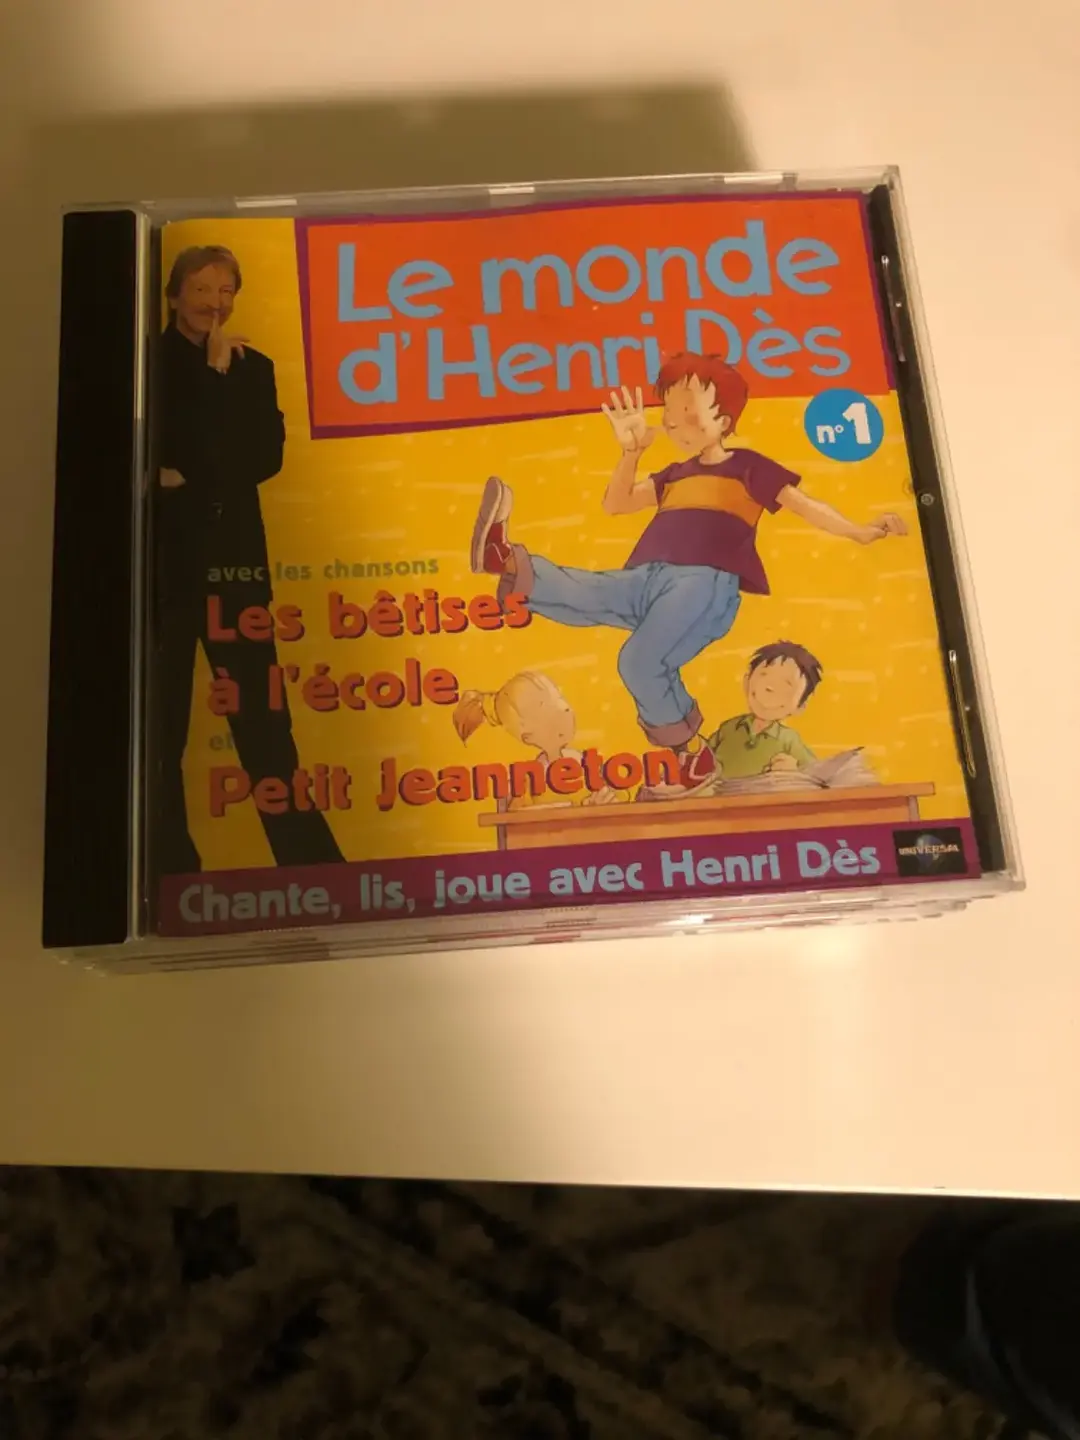 Le monde
d'Henri Dès
n°1
avec les chansons
Les bêtises
à l'école
et
Petit Jeanneton
Chante, lis, joue avec Henri Dès
UNIVERSAL